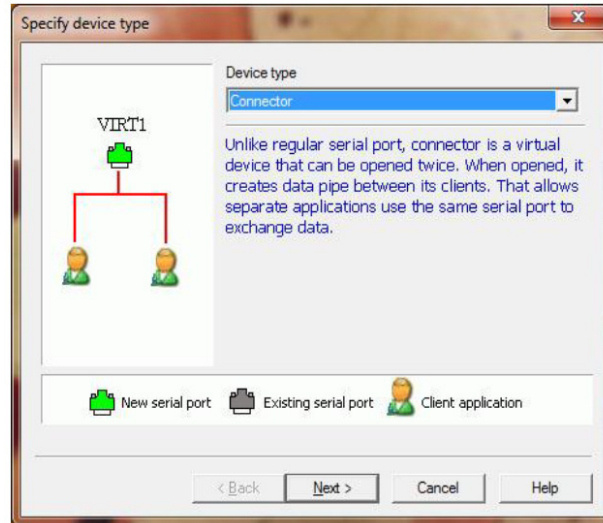 Specify device type
Device type
Connector
VIRT1
Unlike regular serial port, connector is a virtual
device that can be opened twice. When opened, it
creates data pipe between its clients. That allows
separate applications use the same serial port to
exchange data.
New serial port Existing serial port Client application
< Back Next > Cancel Help